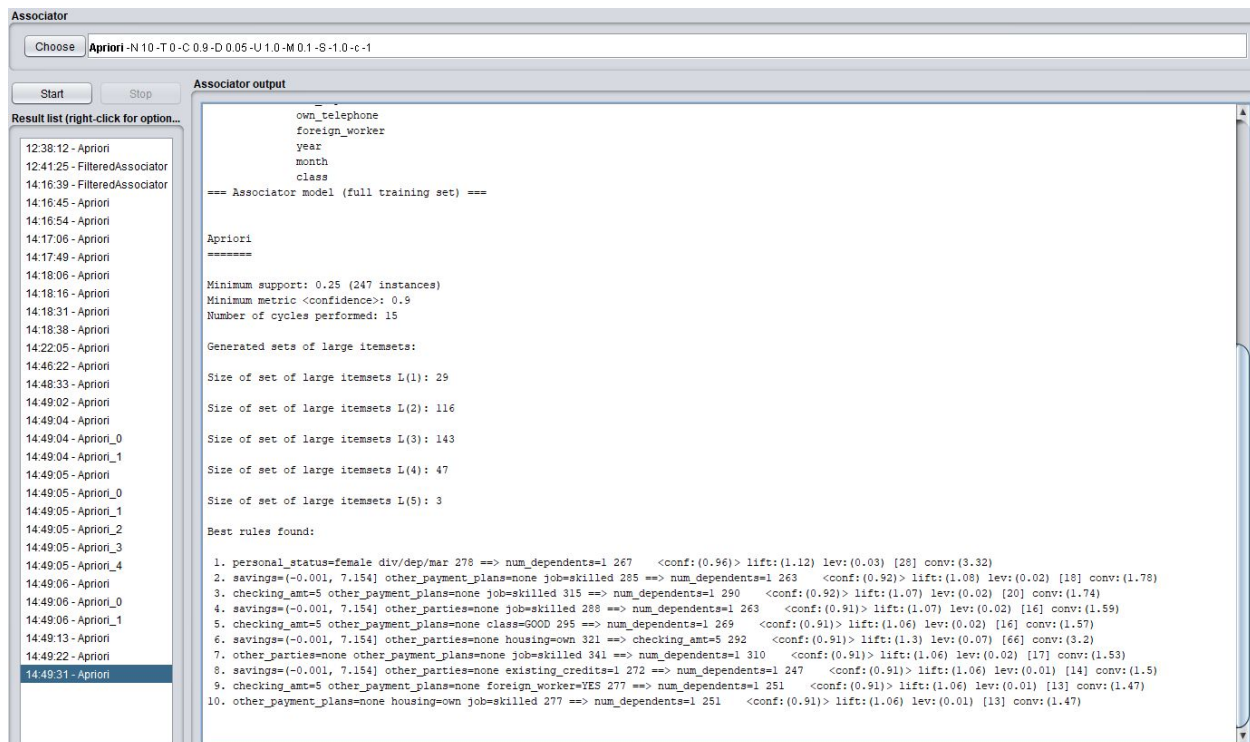 Associator
Choose Apriori -N 10 -T 0 -C 0.9 -D 0.05 -U 1.0 -M 0.1 -S -1.0 -c -1
Start Stop
Result list (right-click for option...
12:38:12 - Apriori
12:41:25 - FilteredAssociator
14:16:39 - FilteredAssociator
14:16:45 - Apriori
14:16:54 - Apriori
14:17:06 - Apriori
14:17:49 - Apriori
14:18:06 - Apriori
14:18:16 - Apriori
14:18:31 - Apriori
14:18:38 - Apriori
14:22:05 - Apriori
14:46:22 - Apriori
14:48:33 - Apriori
14:49:02 - Apriori
14:49:04 - Apriori
14:49:04 - Apriori_0
14:49:04 - Apriori_1
14:49:05 - Apriori
14:49:05 - Apriori_0
14:49:05 - Apriori_1
14:49:05 - Apriori_2
14:49:05 - Apriori_3
14:49:05 - Apriori_4
14:49:06 - Apriori
14:49:06 - Apriori_0
14:49:06 - Apriori_1
14:49:13 - Apriori
14:49:22 - Apriori
14:49:31 - Apriori
Associator output
own_telephone
foreign_worker
year
month
class
=== Associator model (full training set) ===
Apriori
=======
Minimum support: 0.25 (247 instances)
Minimum metric <confidence>: 0.9
Number of cycles performed: 15
Generated sets of large itemsets:
Size of set of large itemsets L(1): 29
Size of set of large itemsets L(2): 116
Size of set of large itemsets L(3): 143
Size of set of large itemsets L(4): 47
Size of set of large itemsets L(5): 3
Best rules found:
1. personal_status=female div/dep/mar 278 ==> num_dependents=1 267 <conf:(0.96)> lift:(1.12) lev:(0.03) [28] conv:(3.32)
2. savings=(-0.001, 7.154] other_payment_plans=none job=skilled 285 ==> num_dependents=1 263 <conf:(0.92)> lift:(1.08) lev:(0.02) [18] conv:(1.78)
3. checking_amt=5 other_payment_plans=none job=skilled 315 ==> num_dependents=1 290 <conf:(0.92)> lift:(1.07) lev:(0.02) [20] conv:(1.74)
4. savings=(-0.001, 7.154] other_parties=none job=skilled 288 ==> num_dependents=1 263 <conf:(0.91)> lift:(1.07) lev:(0.02) [16] conv:(1.59)
5. checking_amt=5 other_payment_plans=none class=GOOD 295 ==> num_dependents=1 269 <conf:(0.91)> lift:(1.06) lev:(0.02) [16] conv:(1.57)
6. savings=(-0.001, 7.154] other_parties=none housing=own 321 ==> checking_amt=5 292 <conf:(0.91)> lift:(1.3) lev:(0.07) [66] conv:(3.2)
7. other_parties=none other_payment_plans=none job=skilled 341 ==> num_dependents=1 310 <conf:(0.91)> lift:(1.06) lev:(0.02) [17] conv:(1.53)
8. savings=(-0.001, 7.154] other_parties=none existing_credits=1 272 ==> num_dependents=1 247 <conf:(0.91)> lift:(1.06) lev:(0.01) [14] conv:(1.5)
9. checking_amt=5 other_payment_plans=none foreign_worker=YES 277 ==> num_dependents=1 251 <conf:(0.91)> lift:(1.06) lev:(0.01) [13] conv:(1.47)
10. other_payment_plans=none housing=own job=skilled 277 ==> num_dependents=1 251 <conf:(0.91)> lift:(1.06) lev:(0.01) [13] conv:(1.47)